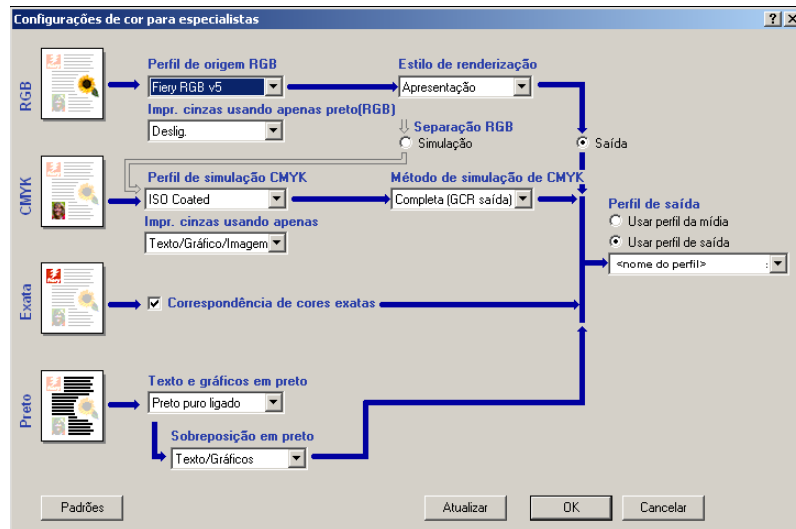 Configurações de cor para especialistas
RGB
Perfil de origem RGB
Estilo de renderização
Fiery RGB v5
Apresentação
Impr. cinzas usando apenas preto(RGB)
Deslig.
Separação RGB
Simulação
Saída
CMYK
Perfil de simulação CMYK
Método de simulação de CMYK
ISO Coated
Completa (GCR saída)
Impr. cinzas usando apenas
Texto/Gráfico/Imagem
Perfil de saída
Usar perfil da mídia
Usar perfil de saída
<nome do perfil>
Exata
Correspondência de cores exatas
Preto
Texto e gráficos em preto
Preto puro ligado
Sobreposição em preto
Texto/Gráficos
Padrões
Atualizar
OK
Cancelar